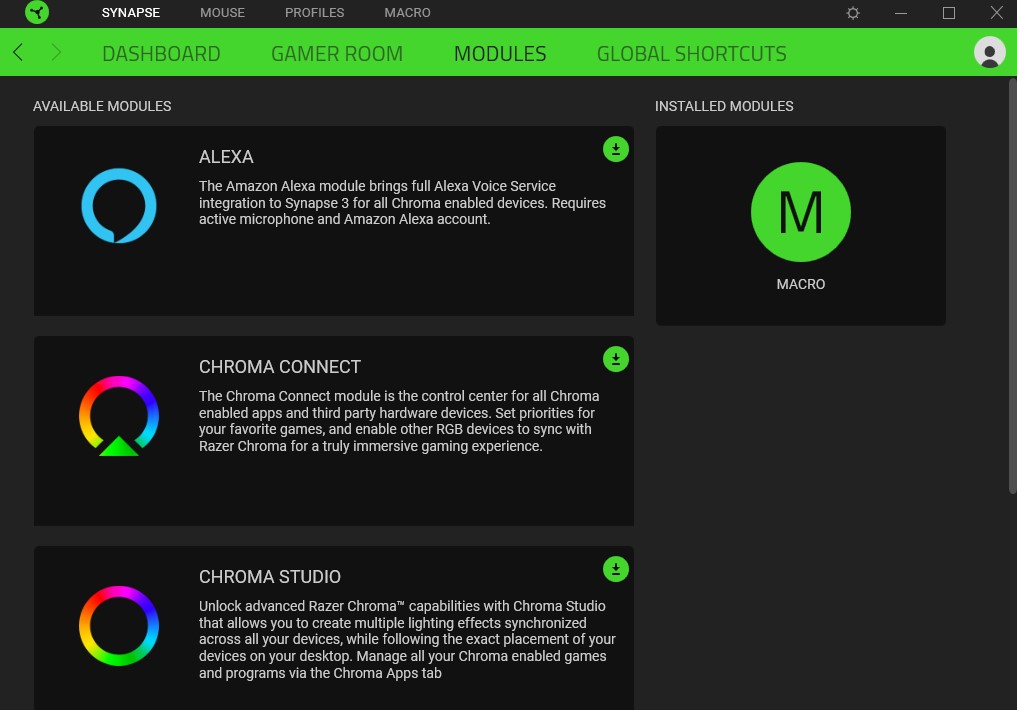 SYNAPSE MOUSE PROFILES MACRO
DASHBOARD GAMER ROOM MODULES GLOBAL SHORTCUTS
AVAILABLE MODULES
ALEXA
The Amazon Alexa module brings full Alexa Voice Service
integration to Synapse 3 for all Chroma enabled devices. Requires
active microphone and Amazon Alexa account.
CHROMA CONNECT
The Chroma Connect module is the control center for all Chroma
enabled apps and third party hardware devices. Set priorities for
your favorite games, and enable other RGB devices to sync with
Razer Chroma for a truly immersive gaming experience.
CHROMA STUDIO
Unlock advanced Razer Chroma™ capabilities with Chroma Studio
that allows you to create multiple lighting effects synchronized
across all your devices, while following the exact placement of your
devices on your desktop. Manage all your Chroma enabled games
and programs via the Chroma Apps tab
INSTALLED MODULES
M
MACRO